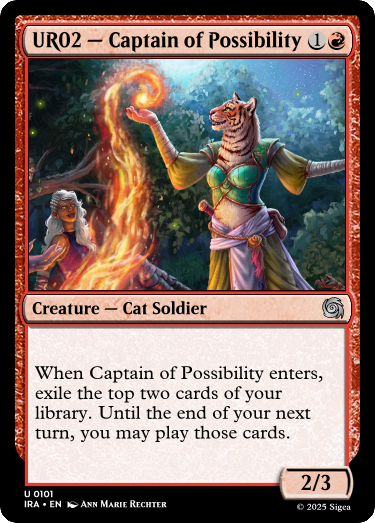 UR02 — Captain of Possibility 1
Creature — Cat Soldier
When Captain of Possibility enters,
exile the top two cards of your
library. Until the end of your next
turn, you may play those cards.
2/3
U 0101
IRA • EN Ann Marie Rechter
© 2025 Sigea